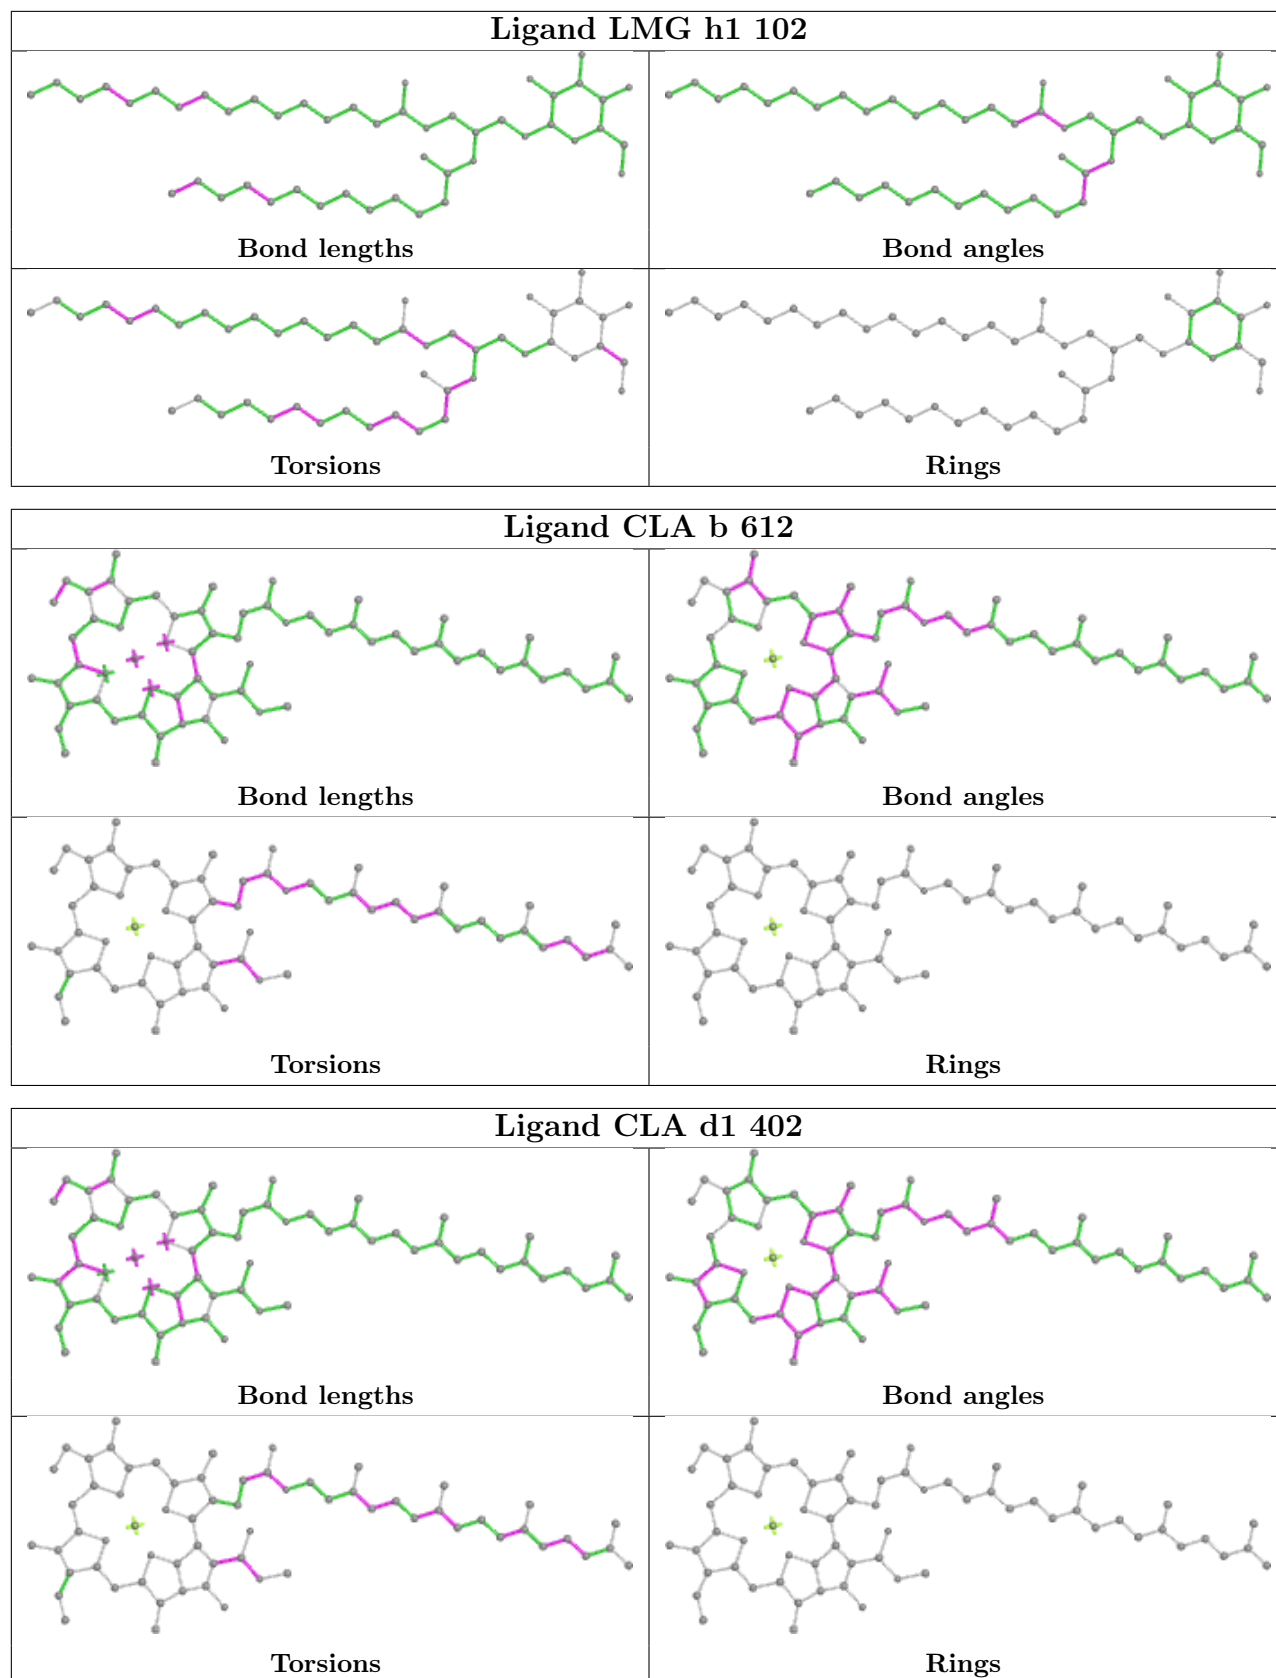 Ligand LMG h1 102
Bond lengths
Bond angles
Torsions
Rings
Ligand CLA b 612
Bond lengths
Bond angles
Torsions
Rings
Ligand CLA d1 402
Bond lengths
Bond angles
Torsions
Rings